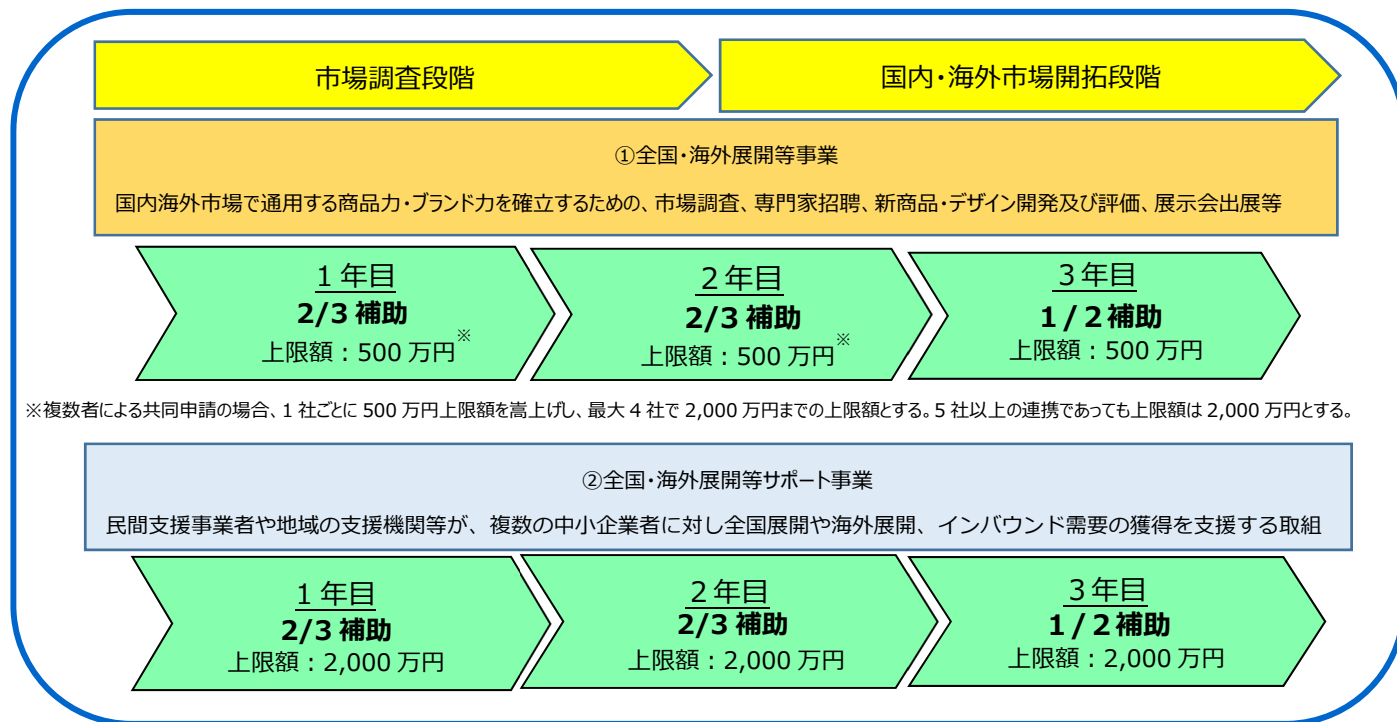 市場調査段階
国内・海外市場開拓段階
①全国・海外展開等事業
国内海外市場で通用する商品力・ブランド力を確立するための、市場調査、専門家招聘、新商品・デザイン開発及び評価、展示会出展等
１年目
2/3 補助
上限額：500 万円※
２年目
2/3 補助
上限額：500 万円※
３年目
1 / 2 補助
上限額：500 万円
※複数者による共同申請の場合、1 社ごとに 500 万円上限額を嵩上げし、最大 4 社で 2,000 万円までの上限額とする。5 社以上の連携であっても上限額は 2,000 万円とする。
②全国・海外展開等サポート事業
民間支援事業者や地域の支援機関等が、複数の中小企業者に対し全国展開や海外展開、インバウンド需要の獲得を支援する取組
１年目
2/3 補助
上限額：2,000 万円
２年目
2/3 補助
上限額：2,000 万円
３年目
1 / 2 補助
上限額：2,000 万円